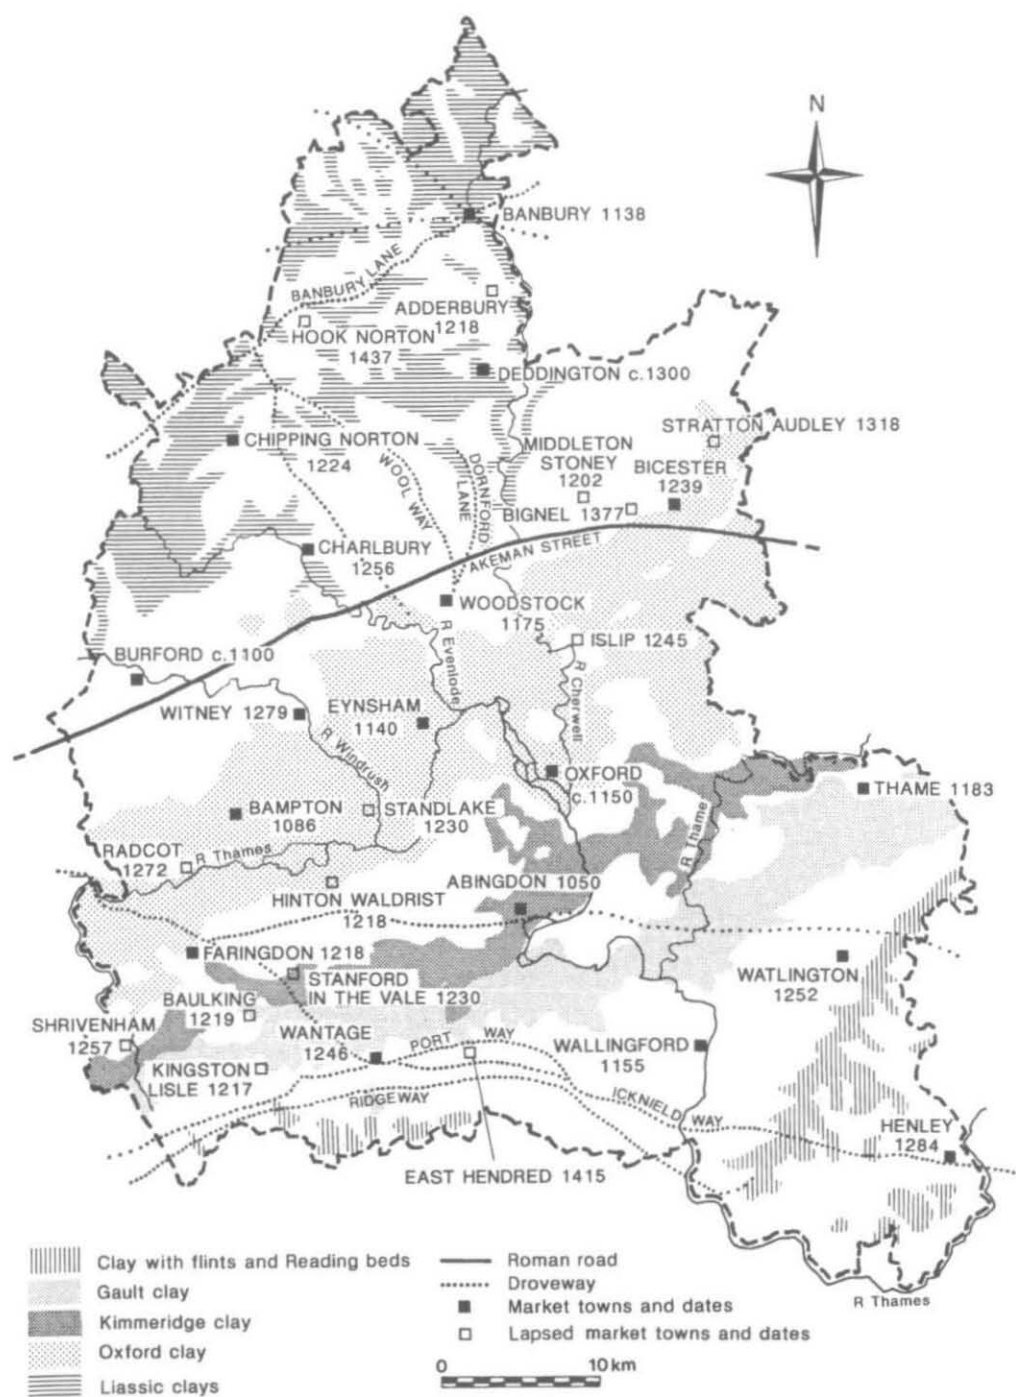 N
BANBURY 1138
BANBURY LANE
ADDERBURY
1218
HOOK NORTON
1437
DEDDINGTON c.1300
STRATTON AUDLEY 1318
CHIPPING NORTON
1224
MIDDLETON
STONEY
1202
BICESTER
1239
WOOL WAY
DORNFORD
LANE
BIGNEL 1377
AKEMAN STREET
CHARLBURY
1256
WOODSTOCK
1175
ISLIP 1245
R Evenlode
R Cherwell
BURFORD c.1100
WITNEY 1279
EYNSHAM
1140
R Windrush
OXFORD
c.1150
THAME 1183
BAMPTON
1086
STANDLAKE
1230
R Thame
RADCOT
1272
R Thames
HINTON WALDRIST
1218
ABINGDON 1050
FARINGDON 1218
STANFORD
IN THE VALE 1230
WATLINGTON
1252
BAULKING
1219
SHRIVENHAM
1257
WANTAGE
1246
PORT WAY
WALLINGFORD
1155
KINGSTON
LISLE 1217
RIDGEWAY
ICKNIELD WAY
HENLEY
1284
EAST HENDRED 1415
R Thames
Clay with flints and Reading beds
Gault clay
Kimmeridge clay
Oxford clay
Liassic clays
Roman road
Droveway
Market towns and dates
Lapsed market towns and dates
0 10 km